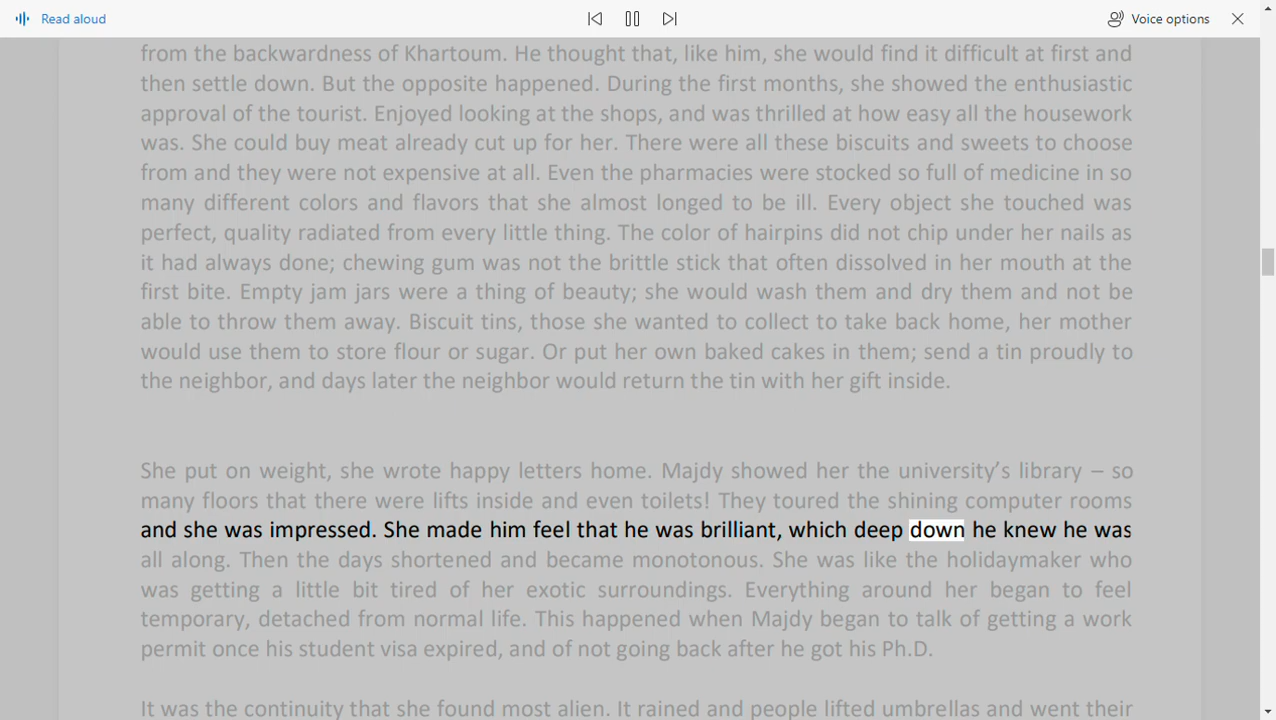 Read aloud
Voice options
from the backwardness of Khartoum. He thought that, like him, she would find it difficult at first and
then settle down. But the opposite happened. During the first months, she showed the enthusiastic
approval of the tourist. Enjoyed looking at the shops, and was thrilled at how easy all the housework
was. She could buy meat already cut up for her. There were all these biscuits and sweets to choose
from and they were not expensive at all. Even the pharmacies were stocked so full of medicine in so
many different colors and flavors that she almost longed to be ill. Every object she touched was
perfect, quality radiated from every little thing. The color of hairpins did not chip under her nails as
it had always done; chewing gum was not the brittle stick that often dissolved in her mouth at the
first bite. Empty jam jars were a thing of beauty; she would wash them and dry them and not be
able to throw them away. Biscuit tins, those she wanted to collect to take back home, her mother
would use them to store flour or sugar. Or put her own baked cakes in them; send a tin proudly to
the neighbor, and days later the neighbor would return the tin with her gift inside.
She put on weight, she wrote happy letters home. Majdy showed her the university’s library – so
many floors that there were lifts inside and even toilets! They toured the shining computer rooms
and she was impressed. She made him feel that he was brilliant, which deep down he knew he was
all along. Then the days shortened and became monotonous. She was like the holidaymaker who
was getting a little bit tired of her exotic surroundings. Everything around her began to feel
temporary, detached from normal life. This happened when Majdy began to talk of getting a work
permit once his student visa expired, and of not going back after he got his Ph.D.
It was the continuity that she found most alien. It rained and people lifted umbrellas and went their